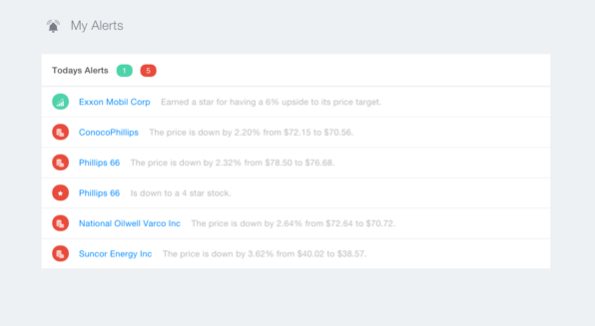 My Alerts
Todays Alerts 1 5
Exxon Mobil Corp Earned a star for having a 6% upside to its price target.
ConocoPhillips The price is down by 2.20% from $72.15 to $70.56.
Phillips 66 The price is down by 2.32% from $78.50 to $76.68.
Phillips 66 Is down to a 4 star stock.
National Oilwell Varco Inc The price is down by 2.64% from $72.64 to $70.72.
Suncor Energy Inc The price is down by 3.62% from $40.02 to $38.57.